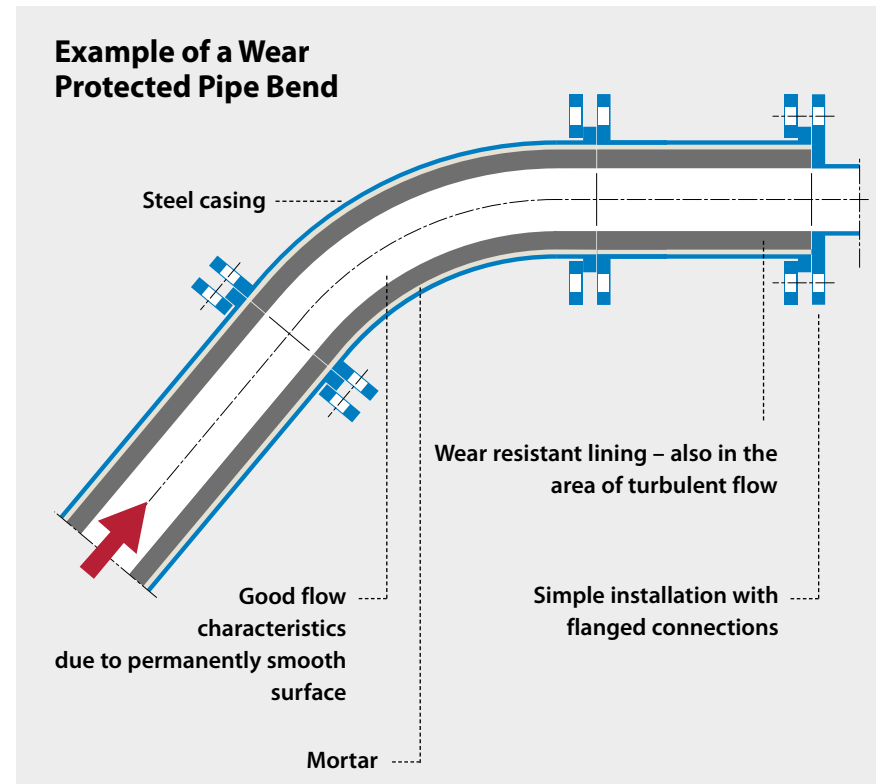 Example of a Wear
Protected Pipe Bend
Steel casing
Wear resistant lining – also in the
area of turbulent flow
Good flow
characteristics
due to permanently smooth
surface
Simple installation with
flanged connections
Mortar